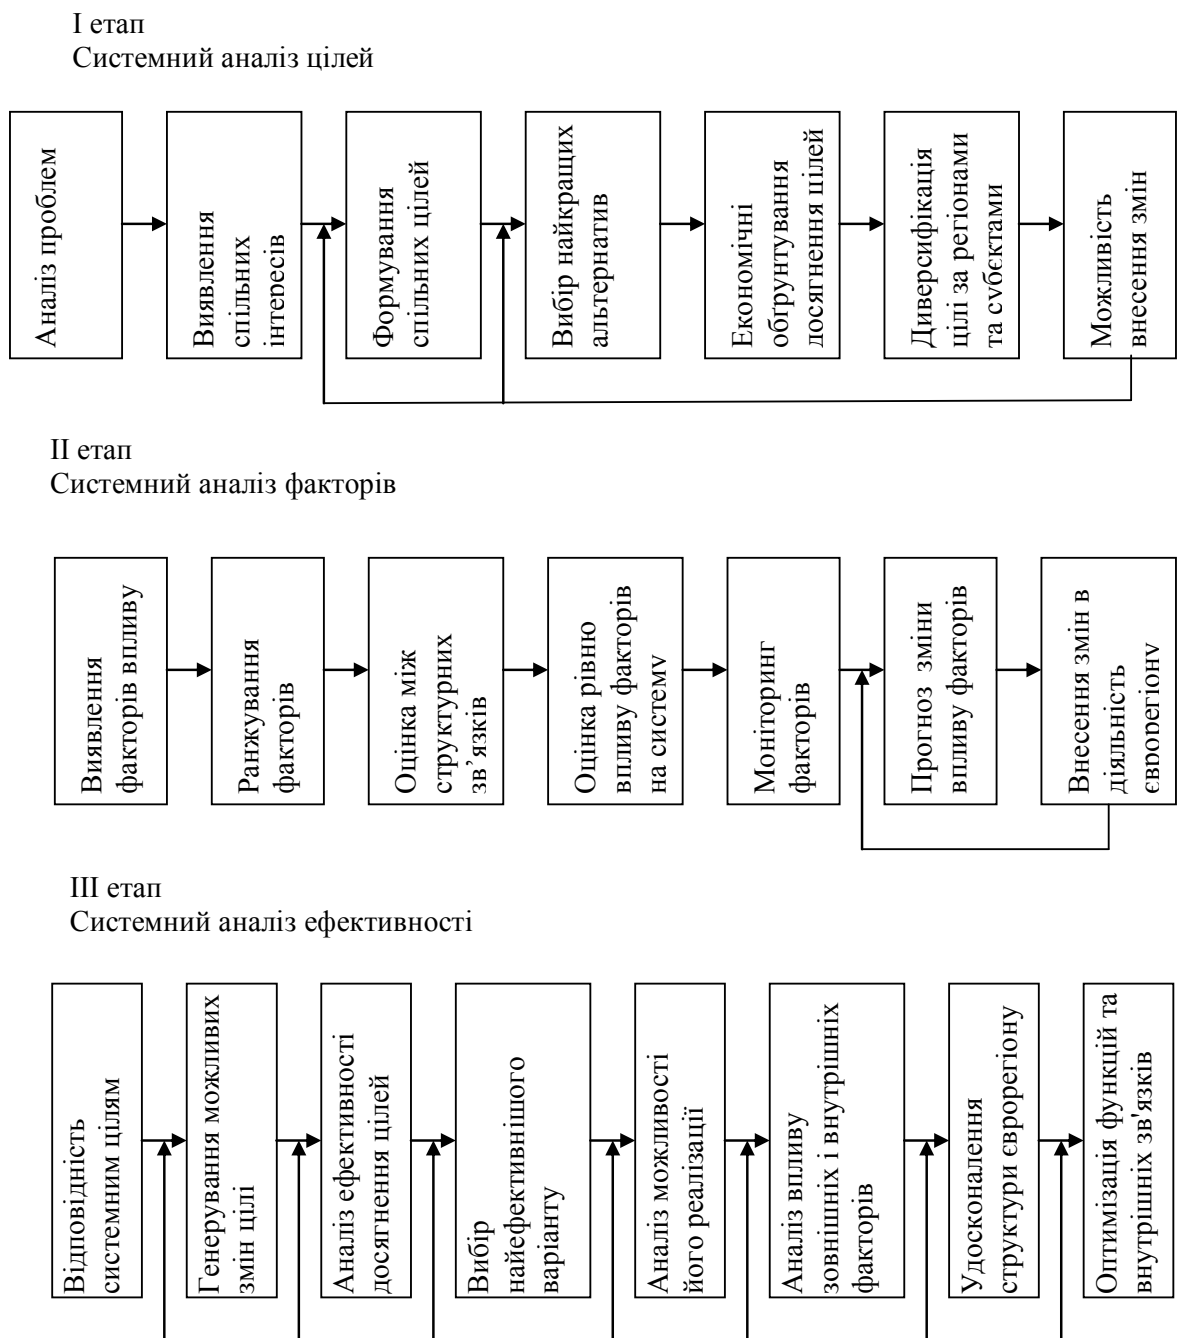 І етап
Системний аналіз цілей
Аналіз проблем
Виявлення
спільних
інтересів
Формування
спільних цілей
Вибір найкращих
альтернатив
Економічні
обґрунтування
досягнення цілей
Диверсифікація
цілі за регіонами
та субєктами
Можливість
внесення змін
ІІ етап
Системний аналіз факторів
Виявлення
факторів впливу
Ранжування
факторів
Оцінка між
структурних
зв’язків
Оцінка рівню
впливу факторів
на систему
Моніторинг
факторів
Прогноз зміни
впливу факторів
Внесення змін в
діяльність
єврорегіону
ІІІ етап
Системний аналіз ефективності
Відповідність
системним цілям
Генерування можливих
змін цілі
Аналіз ефективності
досягнення цілей
Вибір
найефективнішого
варіанту
Аналіз можливості
його реалізації
Аналіз впливу
зовнішніх і внутрішніх
факторів
Удосконалення
структури єврорегіону
Оптимізація функцій та
внутрішніх зв'язків